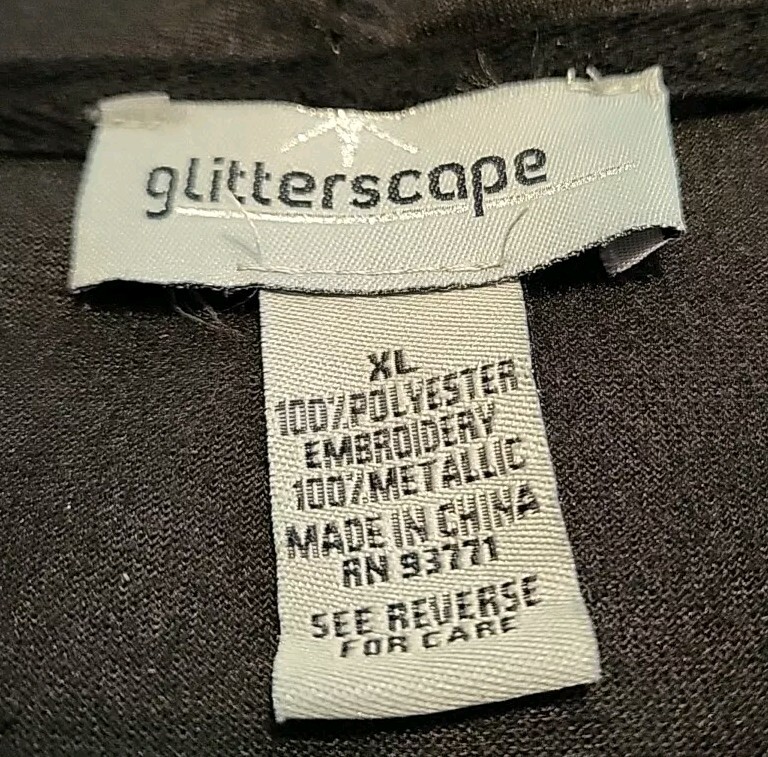 glitterscape
XL
100% POLYESTER
EMBROIDERY
100% METALLIC
MADE IN CHINA
RN 93771
SEE REVERSE
FOR CARE